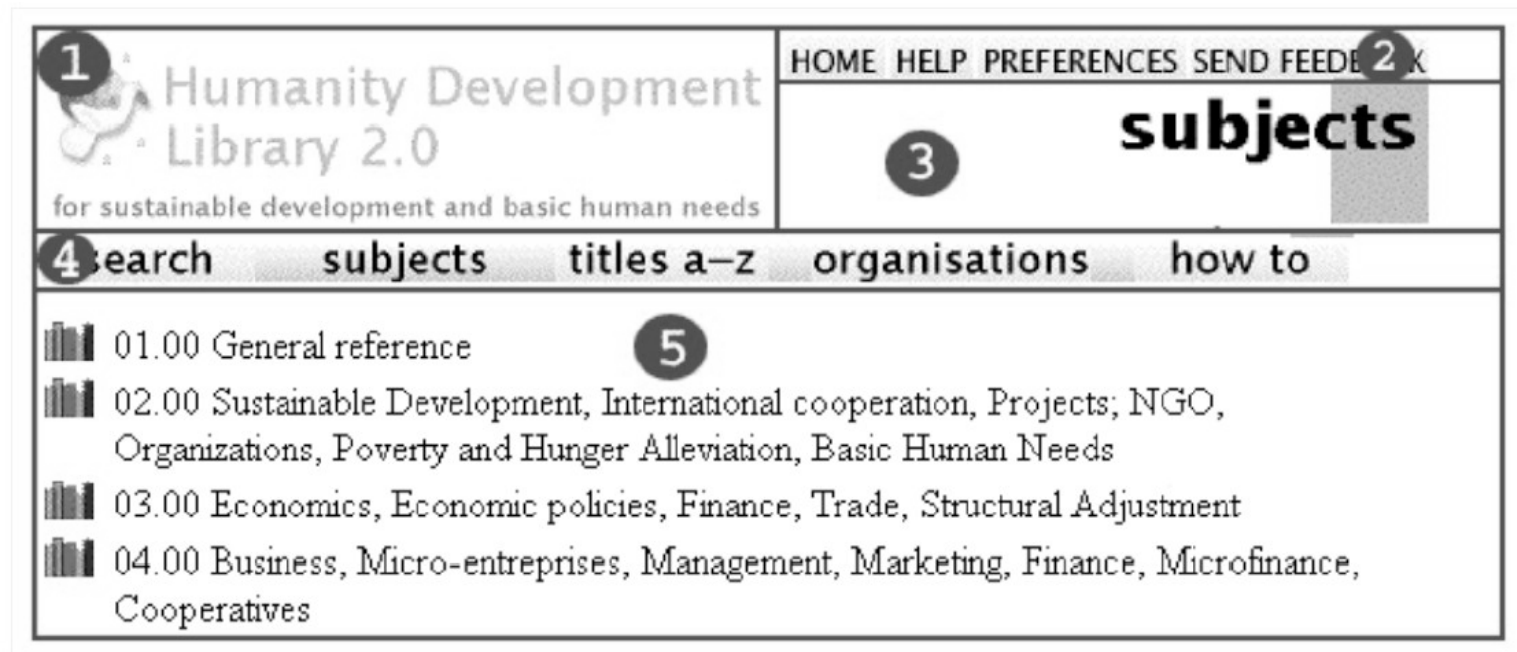 1
Humanity Development
Library 2.0
for sustainable development and basic human needs
HOME HELP PREFERENCES SEND 2
3
subjects
4 search subjects titles a–z organisations how to
5
01.00 General reference
02.00 Sustainable Development, International cooperation, Projects; NGO,
Organizations, Poverty and Hunger Alleviation, Basic Human Needs
03.00 Economics, Economic policies, Finance, Trade, Structural Adjustment
04.00 Business, Micro-entreprises, Management, Marketing, Finance, Microfinance,
Cooperatives